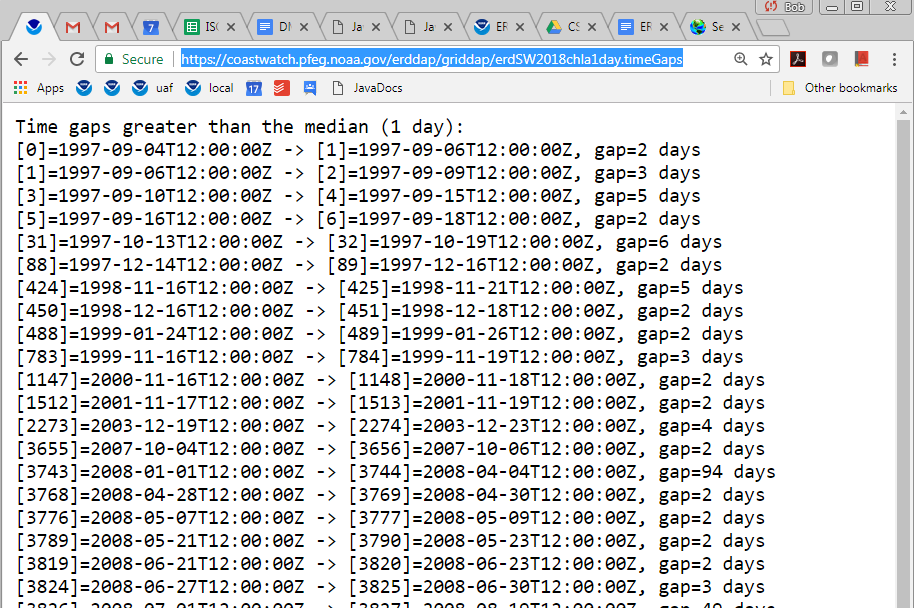 Bob
7
ISO
DN
Ja
Ja
ER
CS
ER
Se
Secure
https://coastwatch.pfeg.noaa.gov/erddap/griddap/erdSW2018chla1day.timeGaps
Apps
uaf
local
17
JavaDocs
Other bookmarks
Time gaps greater than the median (1 day):
[0]=1997-09-04T12:00:00Z -> [1]=1997-09-06T12:00:00Z, gap=2 days
[1]=1997-09-06T12:00:00Z -> [2]=1997-09-09T12:00:00Z, gap=3 days
[3]=1997-09-10T12:00:00Z -> [4]=1997-09-15T12:00:00Z, gap=5 days
[5]=1997-09-16T12:00:00Z -> [6]=1997-09-18T12:00:00Z, gap=2 days
[31]=1997-10-13T12:00:00Z -> [32]=1997-10-19T12:00:00Z, gap=6 days
[88]=1997-12-14T12:00:00Z -> [89]=1997-12-16T12:00:00Z, gap=2 days
[424]=1998-11-16T12:00:00Z -> [425]=1998-11-21T12:00:00Z, gap=5 days
[450]=1998-12-16T12:00:00Z -> [451]=1998-12-18T12:00:00Z, gap=2 days
[488]=1999-01-24T12:00:00Z -> [489]=1999-01-26T12:00:00Z, gap=2 days
[783]=1999-11-16T12:00:00Z -> [784]=1999-11-19T12:00:00Z, gap=3 days
[1147]=2000-11-16T12:00:00Z -> [1148]=2000-11-18T12:00:00Z, gap=2 days
[1512]=2001-11-17T12:00:00Z -> [1513]=2001-11-19T12:00:00Z, gap=2 days
[2273]=2003-12-19T12:00:00Z -> [2274]=2003-12-23T12:00:00Z, gap=4 days
[3655]=2007-10-04T12:00:00Z -> [3656]=2007-10-06T12:00:00Z, gap=2 days
[3743]=2008-01-01T12:00:00Z -> [3744]=2008-04-04T12:00:00Z, gap=94 days
[3768]=2008-04-28T12:00:00Z -> [3769]=2008-04-30T12:00:00Z, gap=2 days
[3776]=2008-05-07T12:00:00Z -> [3777]=2008-05-09T12:00:00Z, gap=2 days
[3789]=2008-05-21T12:00:00Z -> [3790]=2008-05-23T12:00:00Z, gap=2 days
[3819]=2008-06-21T12:00:00Z -> [3820]=2008-06-23T12:00:00Z, gap=2 days
[3824]=2008-06-27T12:00:00Z -> [3825]=2008-06-30T12:00:00Z, gap=3 days
[3826]=2008-07-01T12:00:00Z -> [3827]=2008-08-19T12:00:00Z, gap=49 days